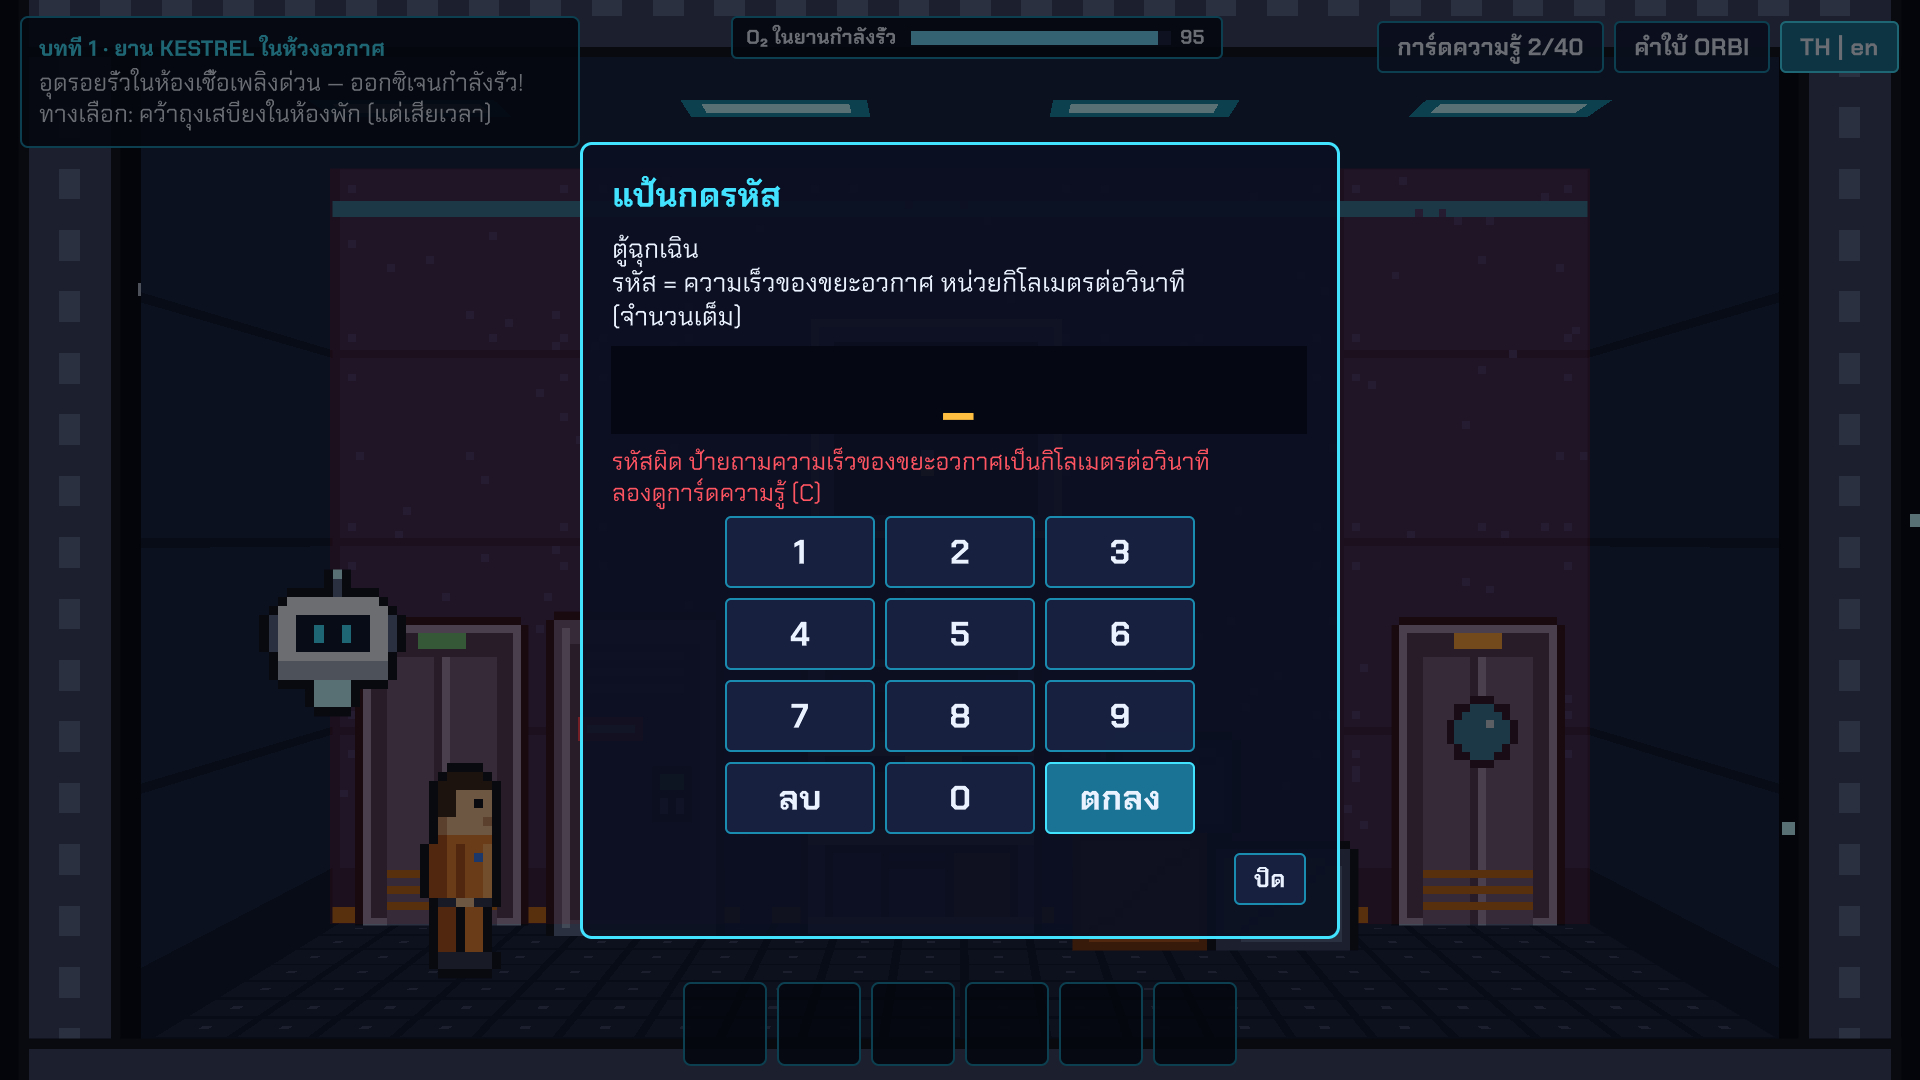 บทที่ 1 · ยาน KESTREL ในห้วงอวกาศ
อุดรอยรั่วในห้องเชื้อเพลิงด่วน — ออกซิเจนกำลังรั่ว!
ทางเลือก: คว้าถุงเสบียงในห้องพัก (แต่เสียเวลา)
O₂ ในยานกำลังรั่ว 95
การ์ดความรู้ 2/40
คำใบ้ ORBI
TH | en
แป้นกดรหัส
ตู้ฉุกเฉิน
รหัส = ความเร็วของขยะอวกาศ หน่วยกิโลเมตรต่อวินาที
(จำนวนเต็ม)
_
รหัสผิด ป้ายถามความเร็วของขยะอวกาศเป็นกิโลเมตรต่อวินาที
ลองดูการ์ดความรู้ (C)
1 2 3
4 5 6
7 8 9
ลบ 0 ตกลง
ปิด